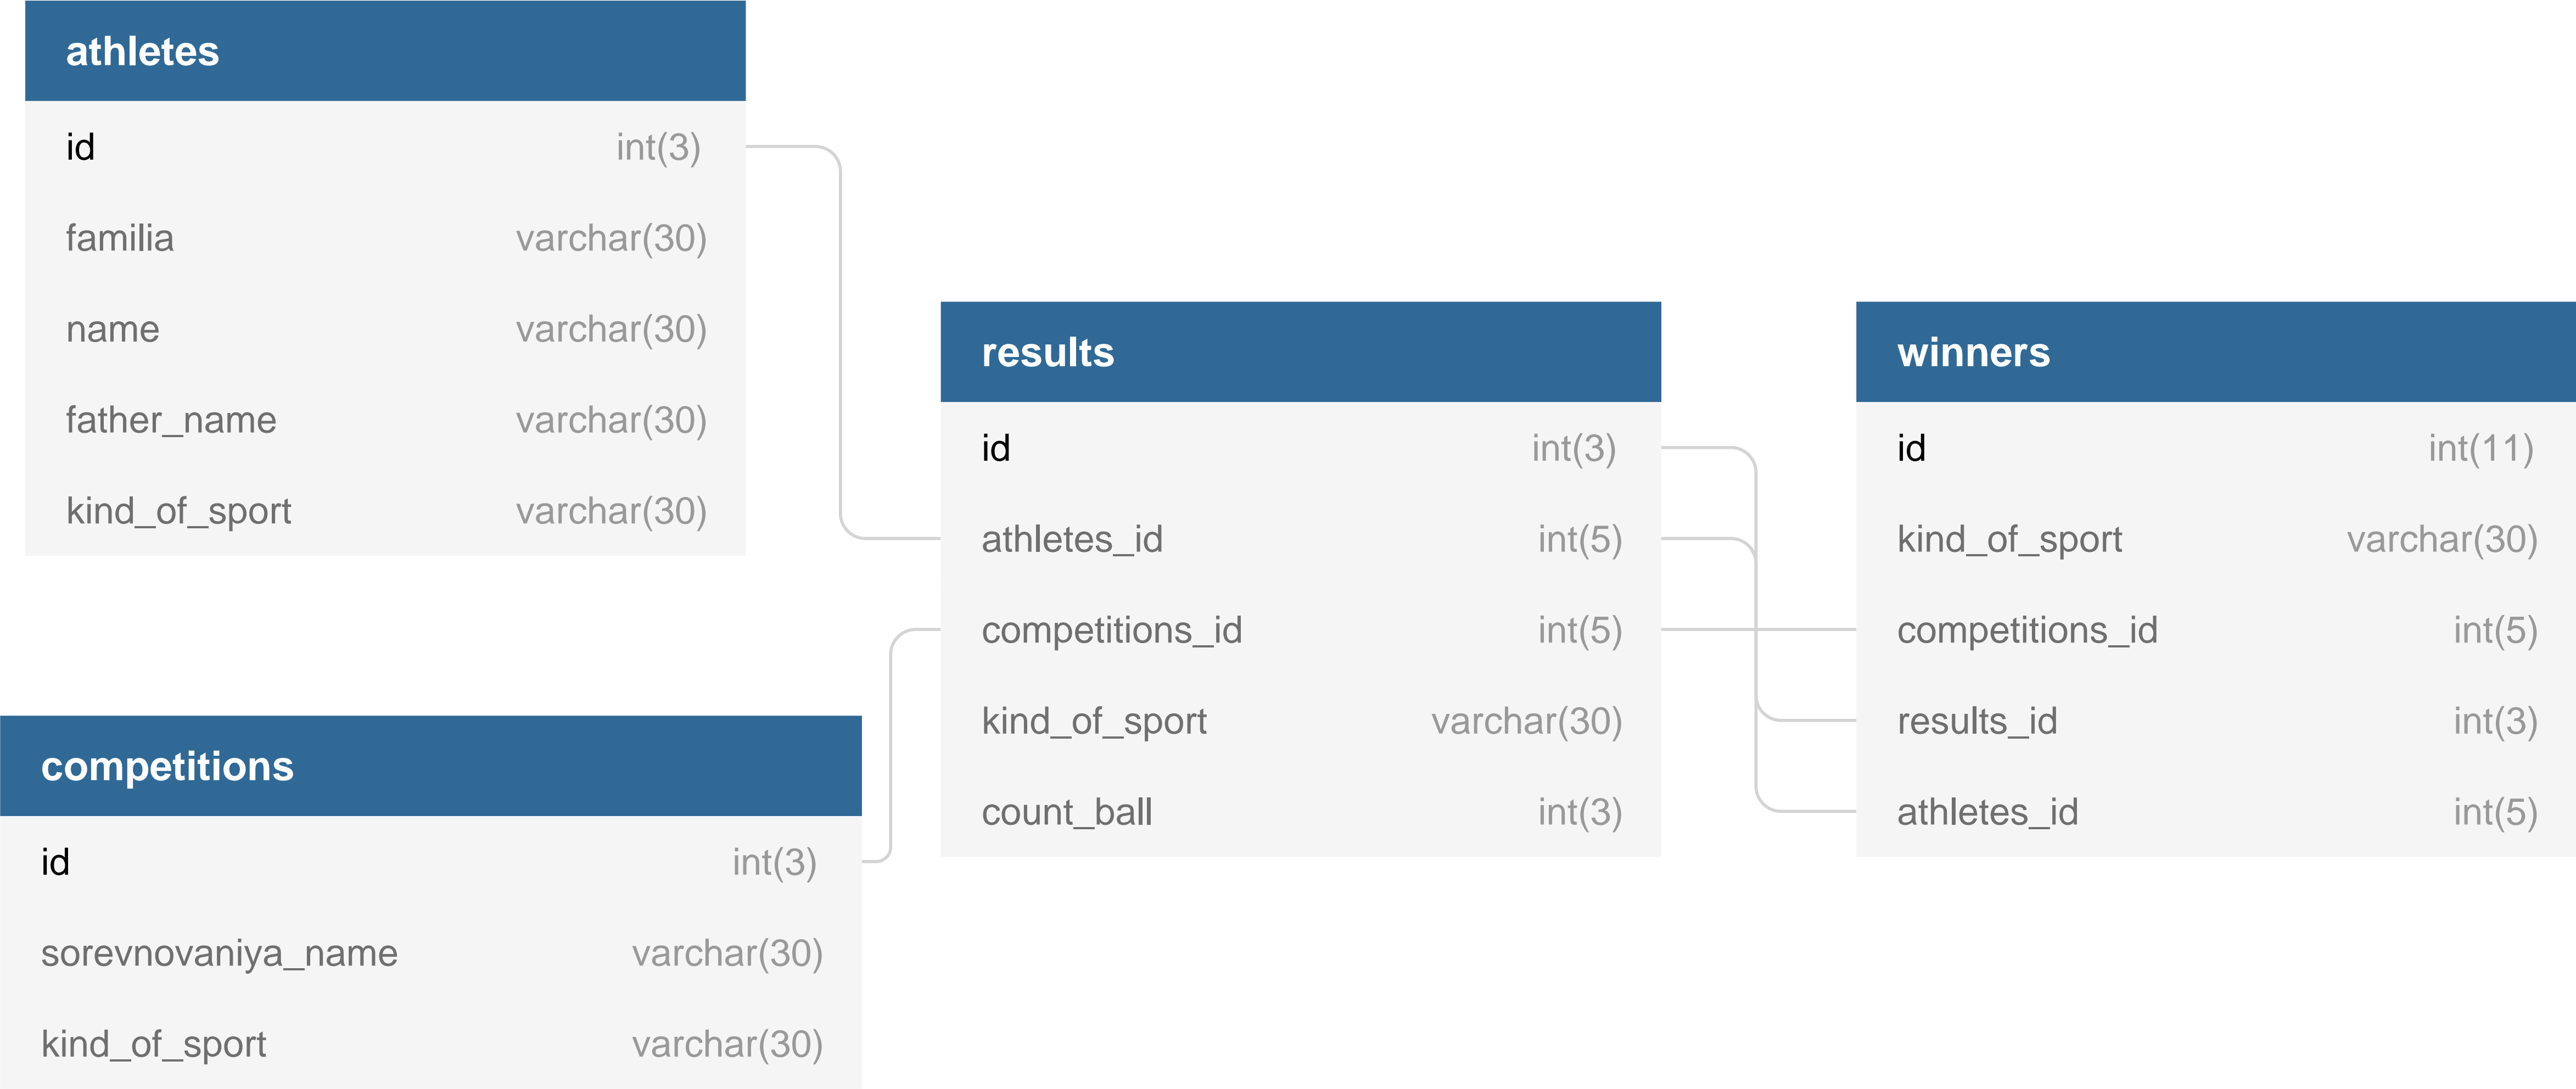 athletes
id int(3)
familia varchar(30)
name varchar(30)
father_name varchar(30)
kind_of_sport varchar(30)
competitions
id int(3)
sorevnovaniya_name varchar(30)
kind_of_sport varchar(30)
results
id int(3)
athletes_id int(5)
competitions_id int(5)
kind_of_sport varchar(30)
count_ball int(3)
winners
id int(11)
kind_of_sport varchar(30)
competitions_id int(5)
results_id int(3)
athletes_id int(5)